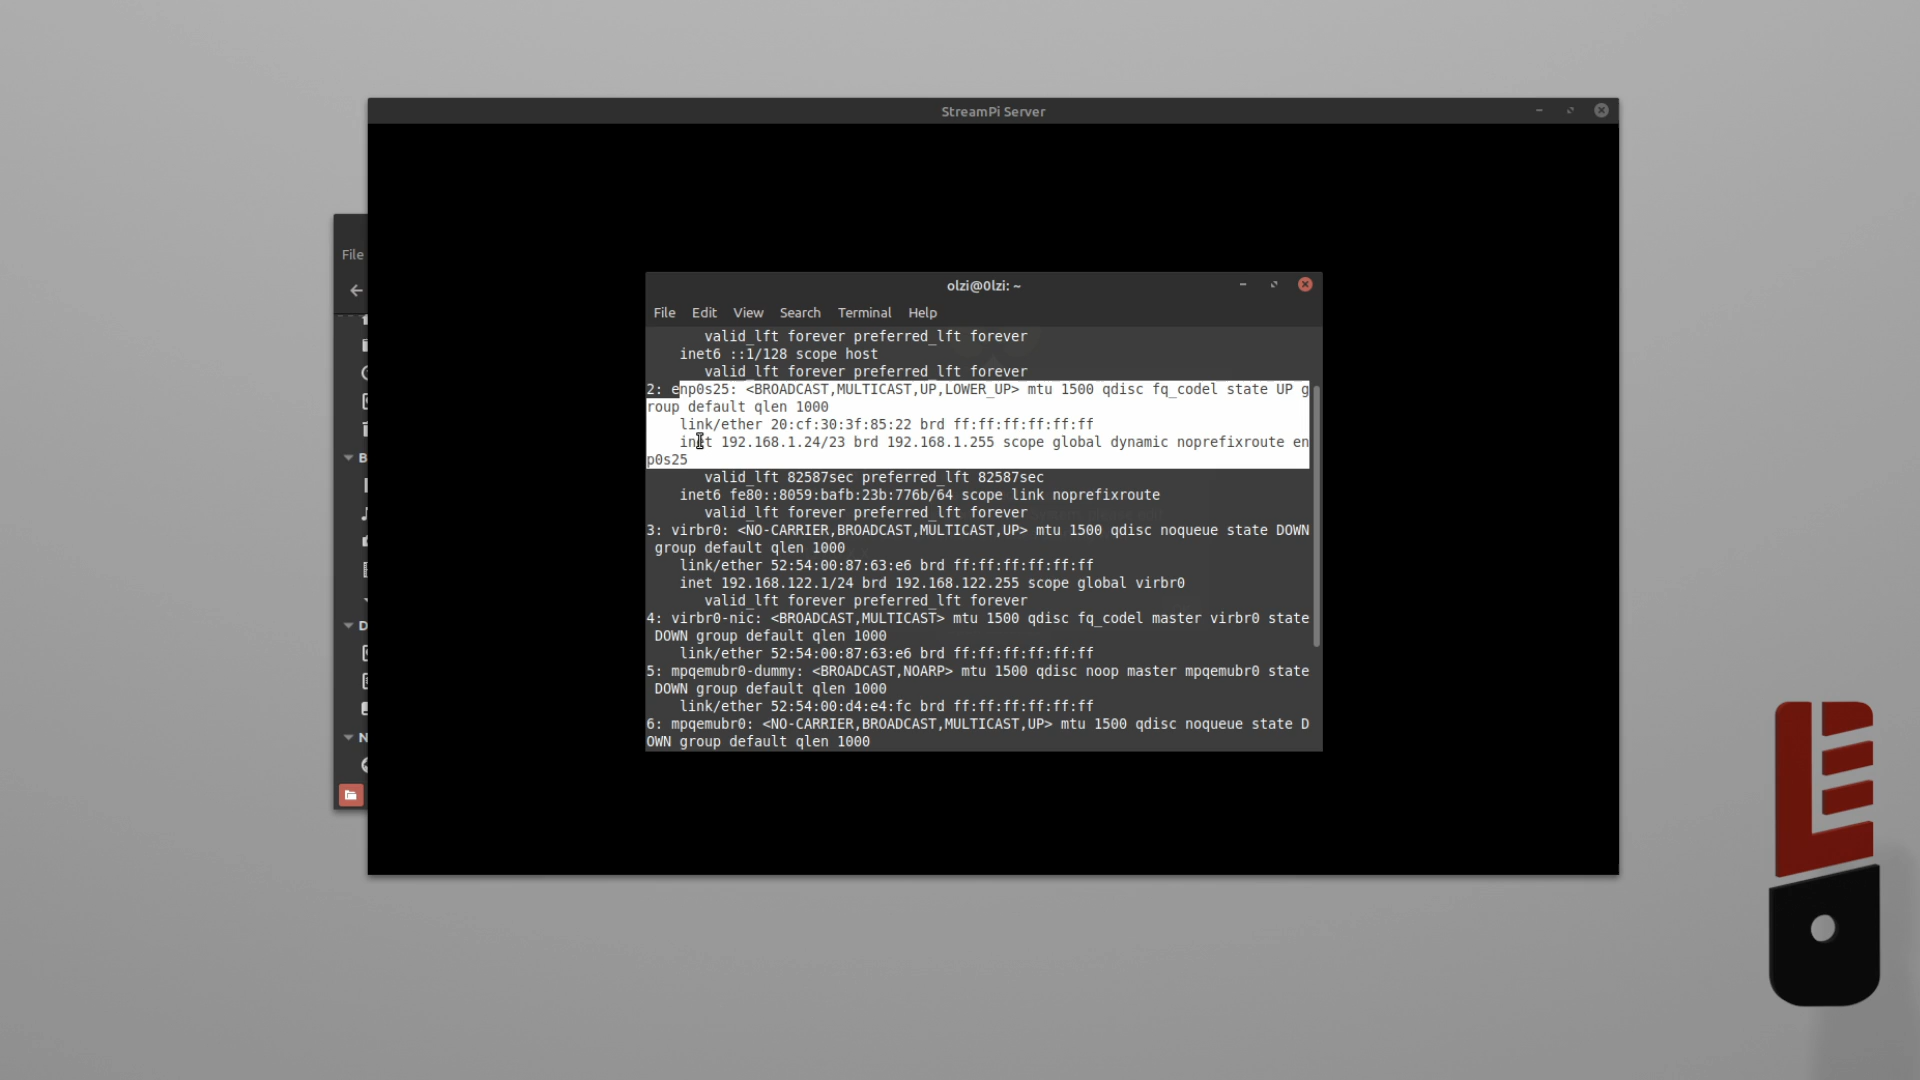 StreamPi Server
File
olzi@0lzi: ~
File Edit View Search Terminal Help
valid_lft forever preferred_lft forever
inet6 ::1/128 scope host
valid_lft forever preferred_lft forever
2: enp0s25: <BROADCAST,MULTICAST,UP,LOWER_UP> mtu 1500 qdisc fq_codel state UP g
roup default qlen 1000
link/ether 20:cf:30:3f:85:22 brd ff:ff:ff:ff:ff:ff
inet 192.168.1.24/23 brd 192.168.1.255 scope global dynamic noprefixroute en
p0s25
valid_lft 82587sec preferred_lft 82587sec
inet6 fe80::8059:bafb:23b:776b/64 scope link noprefixroute
valid_lft forever preferred_lft forever
3: virbr0: <NO-CARRIER,BROADCAST,MULTICAST,UP> mtu 1500 qdisc noqueue state DOWN
group default qlen 1000
link/ether 52:54:00:87:63:e6 brd ff:ff:ff:ff:ff:ff
inet 192.168.122.1/24 brd 192.168.122.255 scope global virbr0
valid_lft forever preferred_lft forever
4: virbr0-nic: <BROADCAST,MULTICAST> mtu 1500 qdisc fq_codel master virbr0 state
DOWN group default qlen 1000
link/ether 52:54:00:87:63:e6 brd ff:ff:ff:ff:ff:ff
5: mpqemubr0-dummy: <BROADCAST,NOARP> mtu 1500 qdisc noop master mpqemubr0 state
DOWN group default qlen 1000
link/ether 52:54:00:d4:e4:fc brd ff:ff:ff:ff:ff:ff
6: mpqemubr0: <NO-CARRIER,BROADCAST,MULTICAST,UP> mtu 1500 qdisc noqueue state D
OWN group default qlen 1000
B
D
N